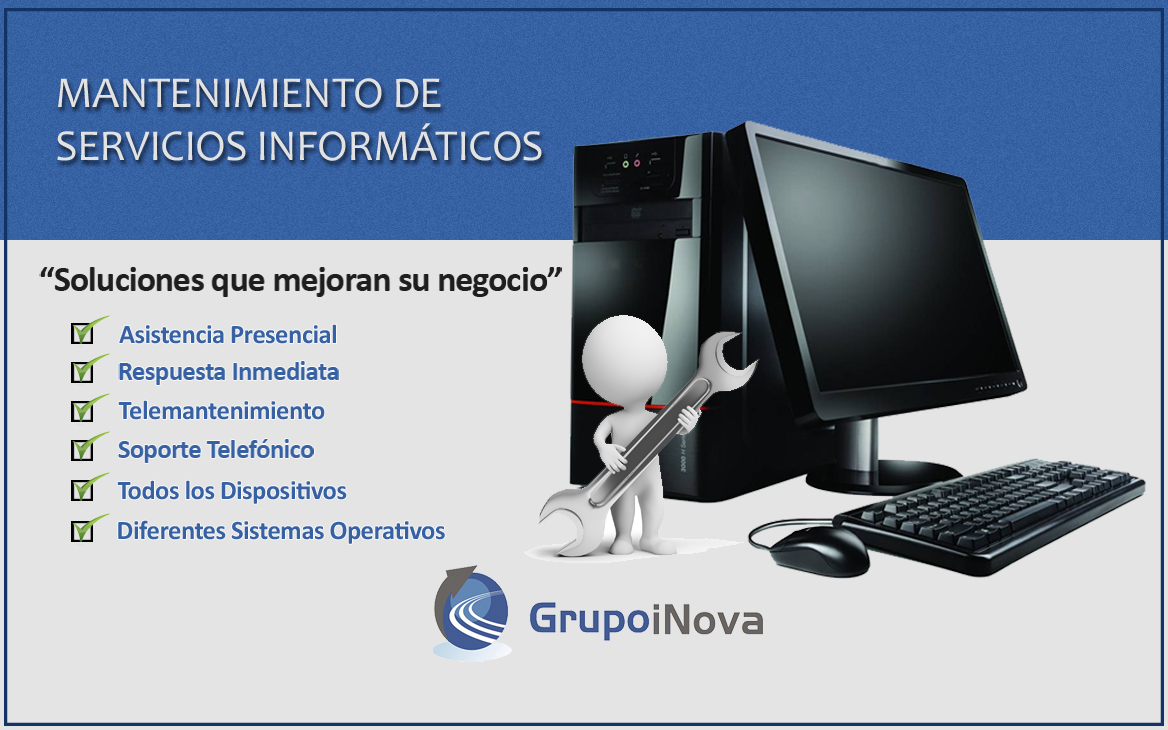 MANTENIMIENTO DE
SERVICIOS INFORMÁTICOS
“Soluciones que mejoran su negocio”
Asistencia Presencial
Respuesta Inmediata
Telemantenimiento
Soporte Telefónico
Todos los Dispositivos
Diferentes Sistemas Operativos
GrupoiNova